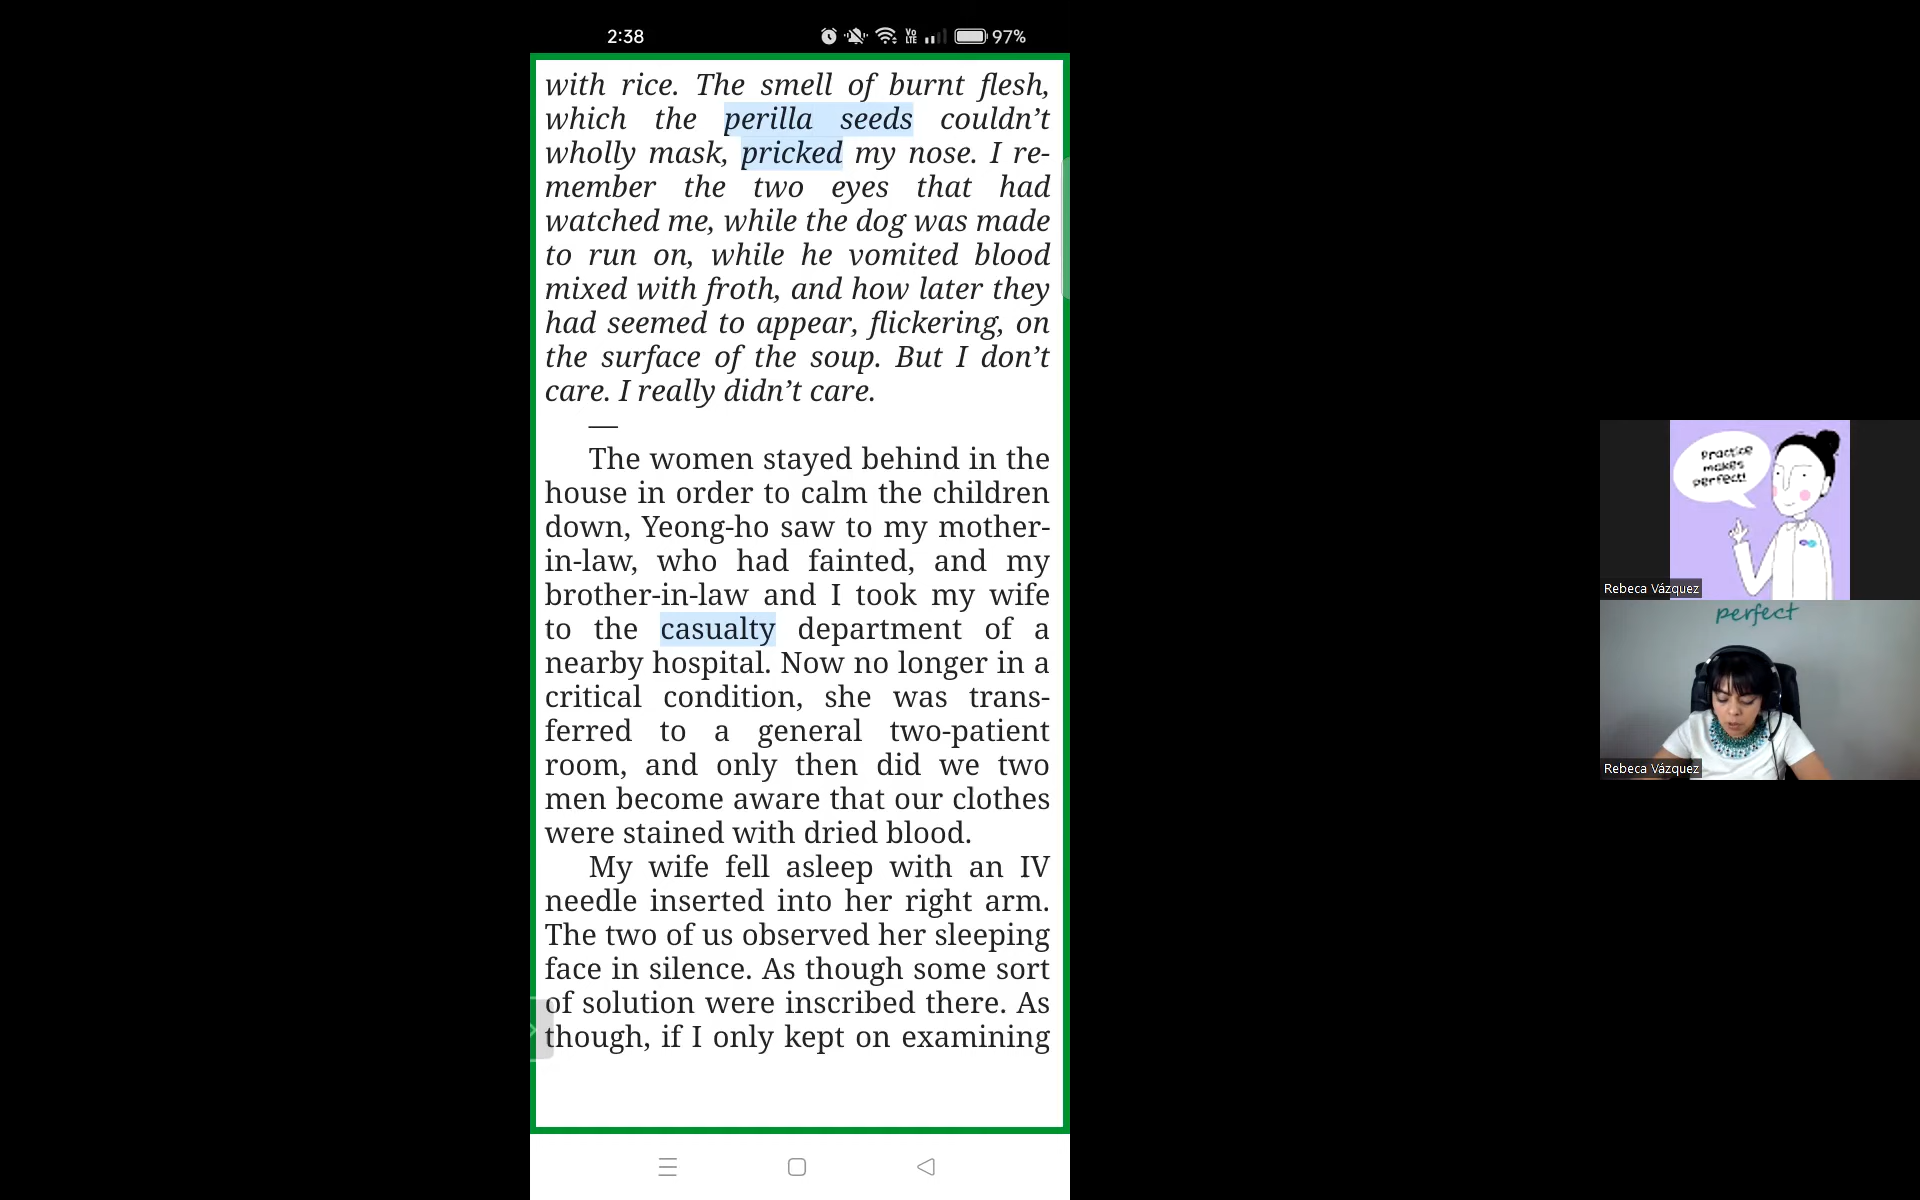 2:38
Vo
LTE
97%
with rice. The smell of burnt flesh,
which the perilla seeds couldn’t
wholly mask, pricked my nose. I re-
member the two eyes that had
watched me, while the dog was made
to run on, while he vomited blood
mixed with froth, and how later they
had seemed to appear, flickering, on
the surface of the soup. But I don’t
care. I really didn’t care.
—
The women stayed behind in the
house in order to calm the children
down, Yeong-ho saw to my mother-
in-law, who had fainted, and my
brother-in-law and I took my wife
to the casualty department of a
nearby hospital. Now no longer in a
critical condition, she was trans-
ferred to a general two-patient
room, and only then did we two
men become aware that our clothes
were stained with dried blood.
My wife fell asleep with an IV
needle inserted into her right arm.
The two of us observed her sleeping
face in silence. As though some sort
of solution were inscribed there. As
though, if I only kept on examining
Practice
makes
perfect!
Rebeca Vázquez
perfect
Rebeca Vázquez